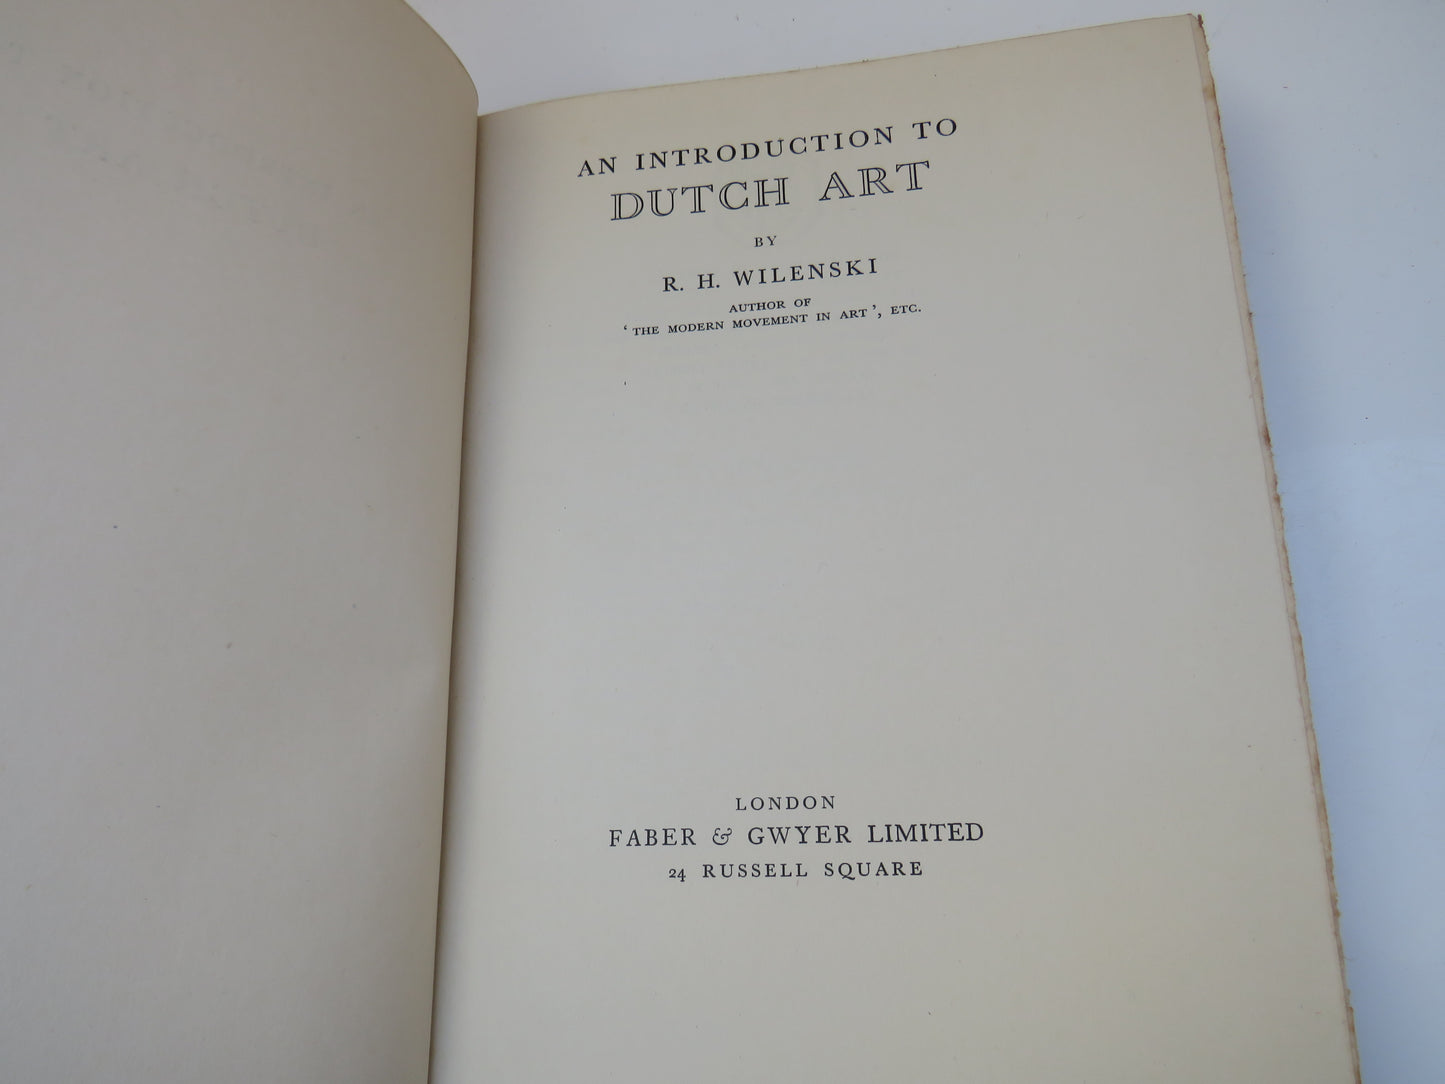 AN INTRODUCTION TO
DUTCH ART
BY
R. H. WILENSKI
AUTHOR OF
‘ THE MODERN MOVEMENT IN ART ’, ETC.
LONDON
FABER & GWYER LIMITED
24 RUSSELL SQUARE